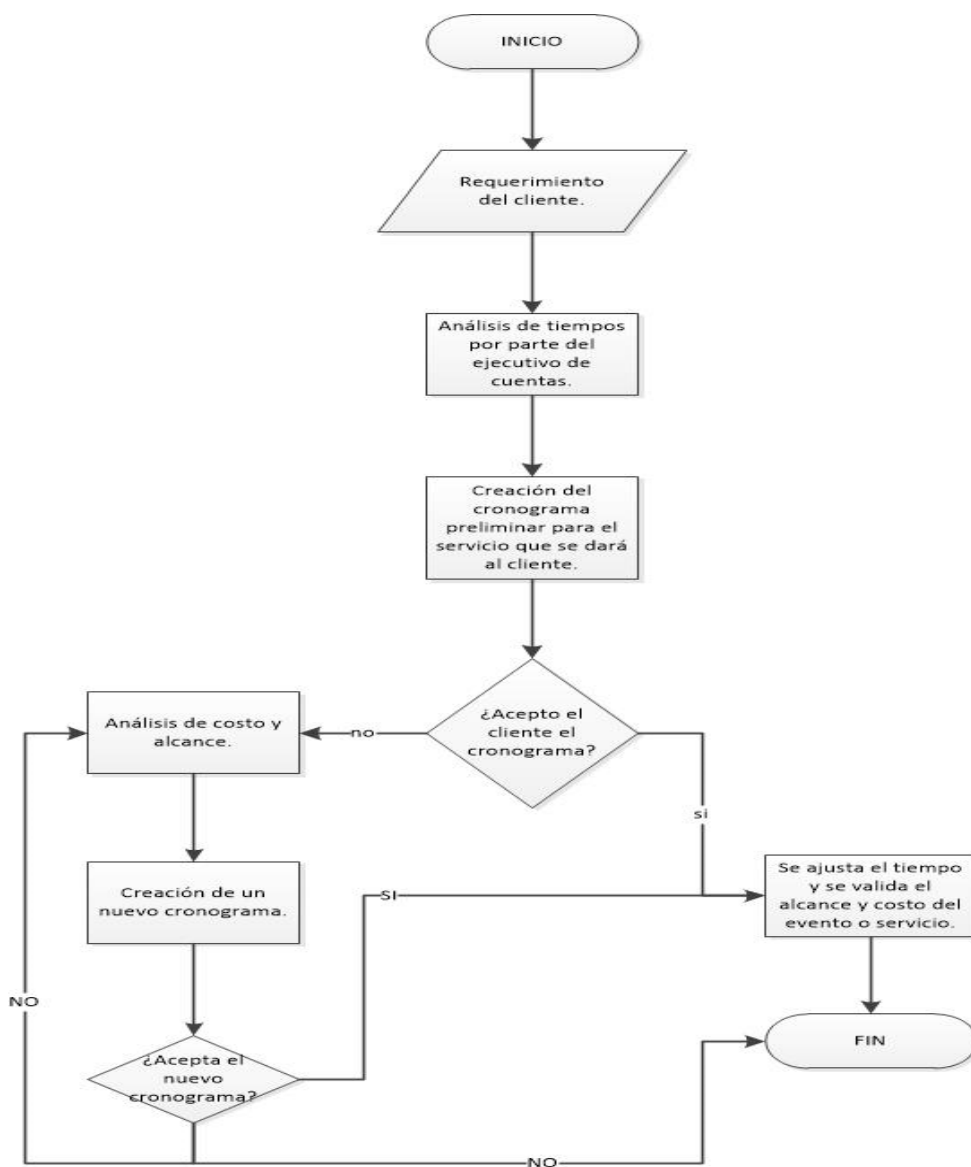 INICIO
Requerimiento
del cliente.
Análisis de tiempos
por parte del
ejecutivo de
cuentas.
Creación del
cronograma
preliminar para el
servicio que se dará
al cliente.
¿Acepto el
cliente el
cronograma?
no
si
Análisis de costo y
alcance.
Creación de un
nuevo cronograma.
SI
Se ajusta el tiempo
y se valida el
alcance y costo del
evento o servicio.
NO
¿Acepta el
nuevo
cronograma?
FIN
NO